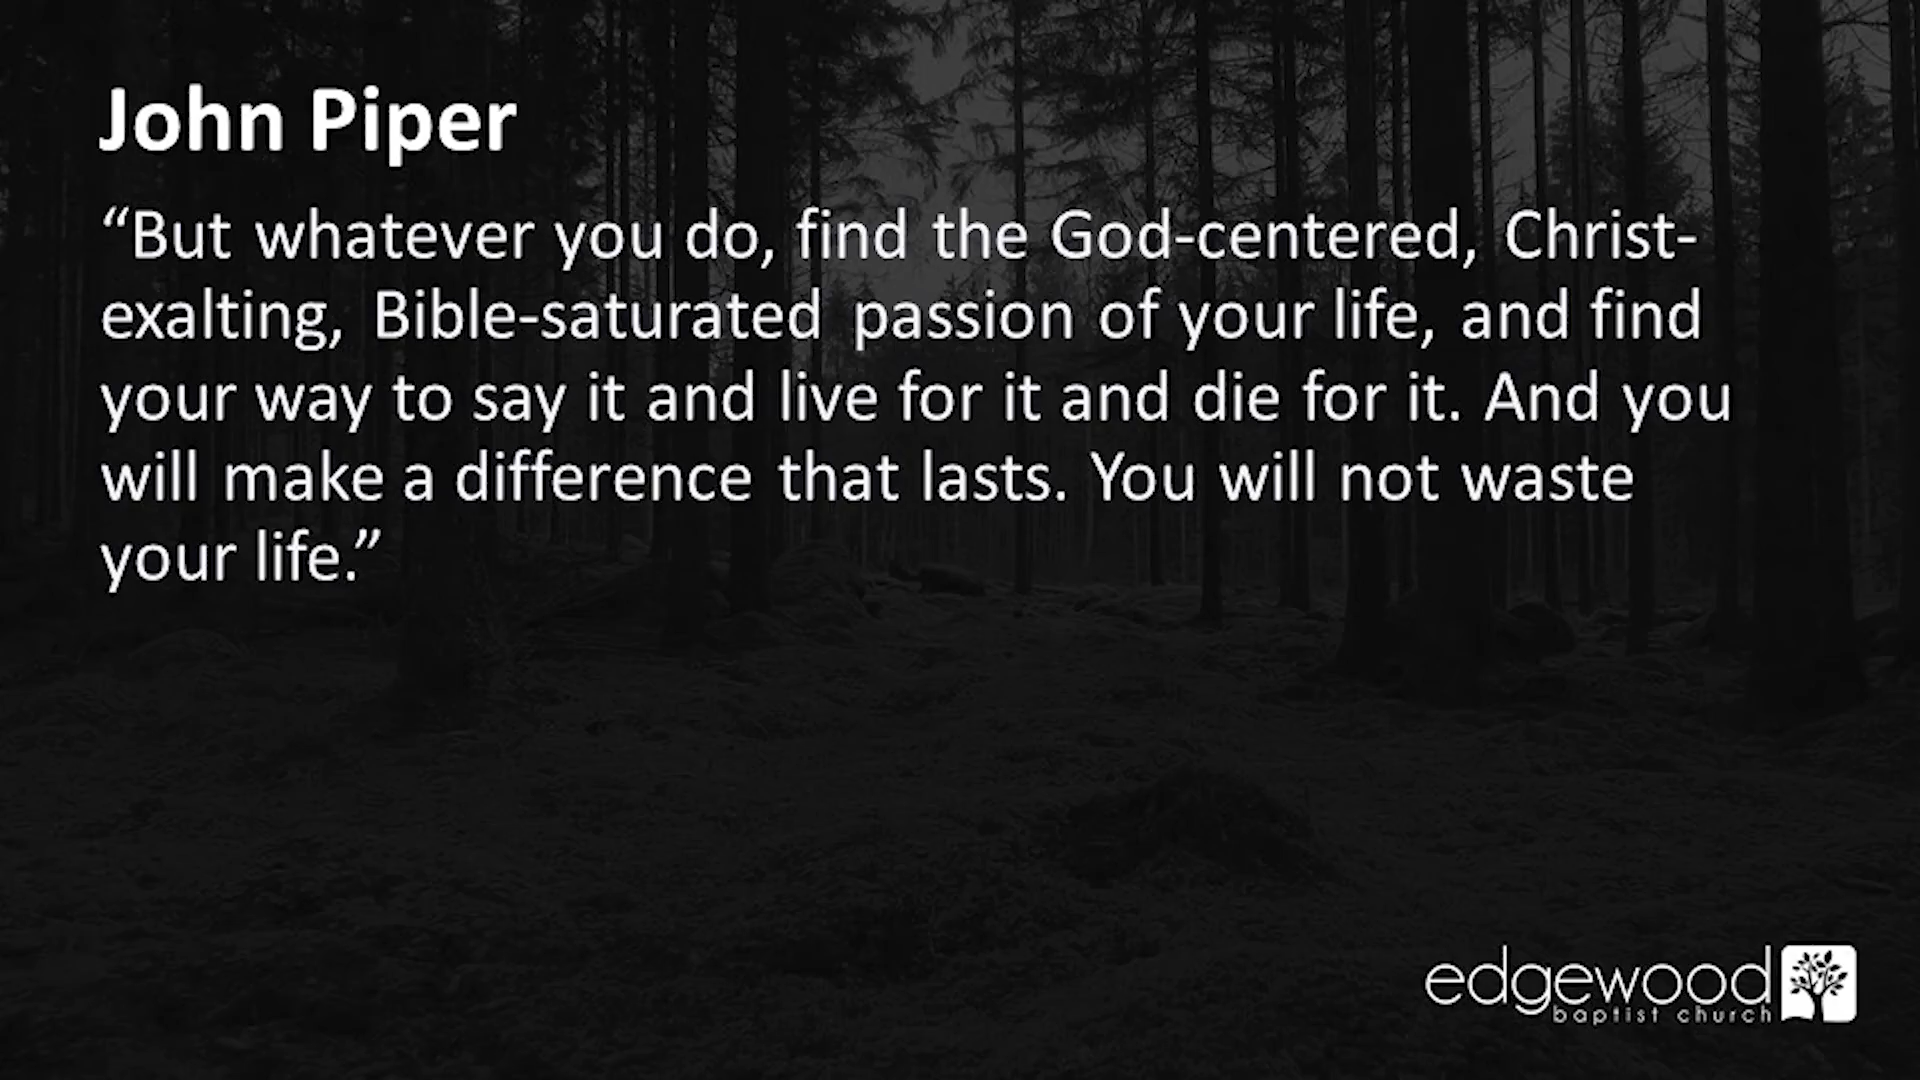 John Piper
“But whatever you do, find the God-centered, Christ-
exalting, Bible-saturated passion of your life, and find
your way to say it and live for it and die for it. And you
will make a difference that lasts. You will not waste
your life.”
edgewood
baptist church